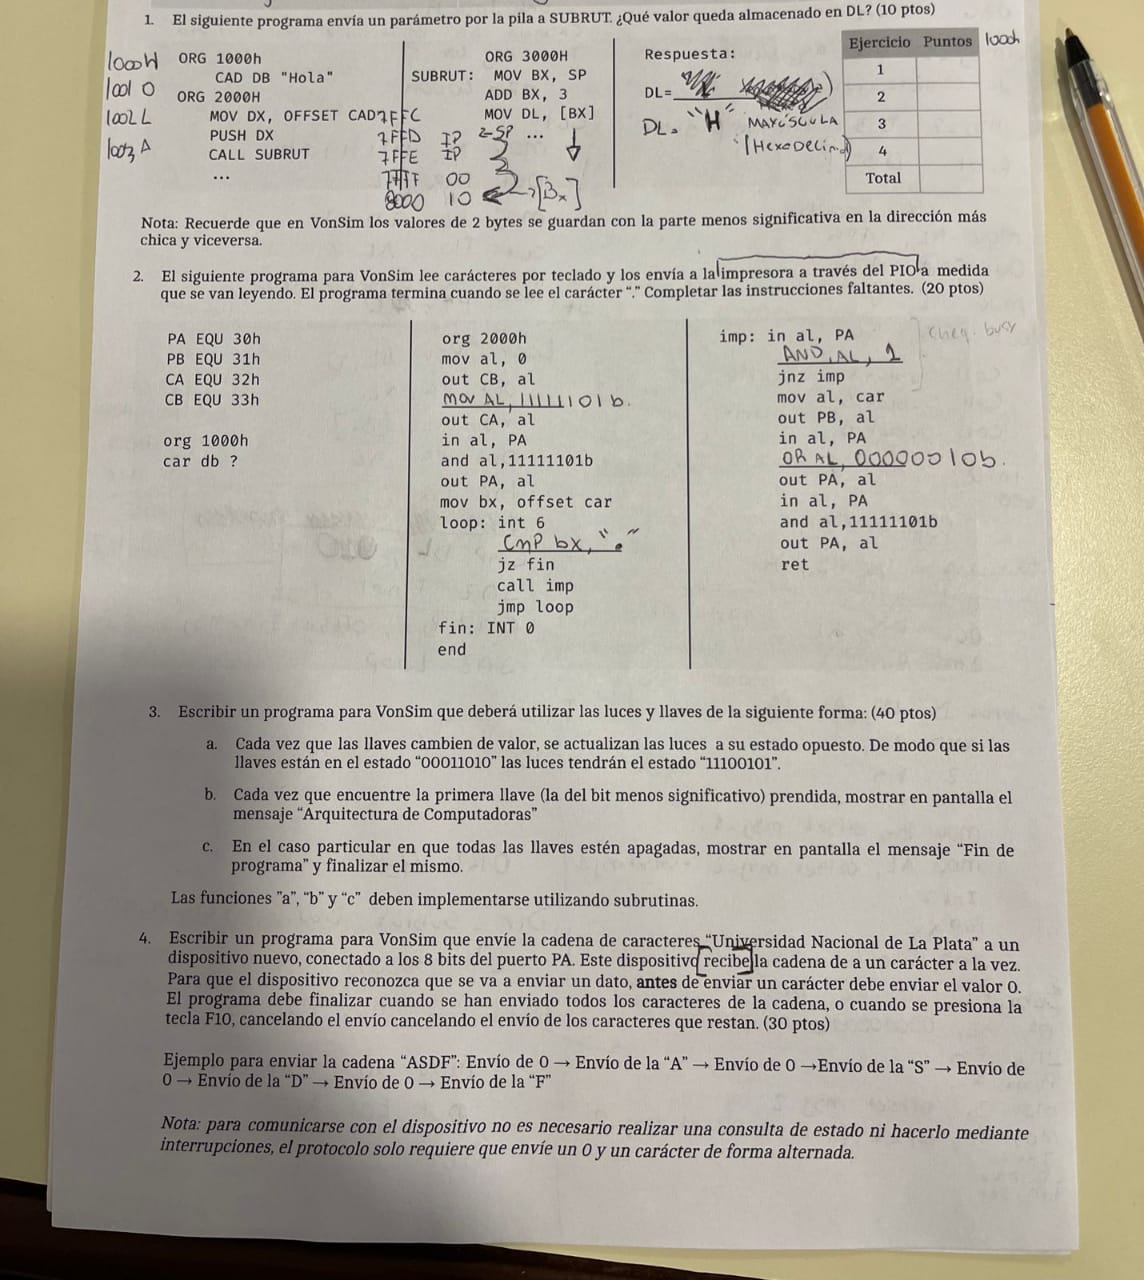 1. El siguiente programa envía un parámetro por la pila a SUBRUT. ¿Qué valor queda almacenado en DL? (10 ptos)
1000H
1001 O
1002 L
1003 A
ORG 1000h
CAD DB "Hola"
ORG 2000H
MOV DX, OFFSET CAD
PUSH DX
CALL SUBRUT
...
7FFC
7FFD IP
7FFE IP
7FFF 00
8000 10
ORG 3000H
SUBRUT: MOV BX, SP
ADD BX, 3
MOV DL, [BX]
...
SP
[Bx]
Respuesta:
DL=
DL= "H" MAYÚSCULA
(HexaDecimal)
Ejercicio Puntos
1
2
3
4
Total
1000h
Nota: Recuerde que en VonSim los valores de 2 bytes se guardan con la parte menos significativa en la dirección más
chica y viceversa.
2. El siguiente programa para VonSim lee carácteres por teclado y los envía a la impresora a través del PIO a medida
que se van leyendo. El programa termina cuando se lee el carácter "." Completar las instrucciones faltantes. (20 ptos)
PA EQU 30h
PB EQU 31h
CA EQU 32h
CB EQU 33h
org 1000h
car db ?
org 2000h
mov al, 0
out CB, al
MOV AL, 11111101b.
out CA, al
in al, PA
and al,11111101b
out PA, al
mov bx, offset car
loop: int 6
CMP bx, "."
jz fin
call imp
jmp loop
fin: INT 0
end
imp: in al, PA
AND AL, 1
jnz imp
mov al, car
out PB, al
in al, PA
OR AL, 00000010b.
out PA, al
in al, PA
and al,11111101b
out PA, al
ret
Cheq. busy
3. Escribir un programa para VonSim que deberá utilizar las luces y llaves de la siguiente forma: (40 ptos)
a. Cada vez que las llaves cambien de valor, se actualizan las luces a su estado opuesto. De modo que si las
llaves están en el estado "00011010" las luces tendrán el estado "11100101".
b. Cada vez que encuentre la primera llave (la del bit menos significativo) prendida, mostrar en pantalla el
mensaje "Arquitectura de Computadoras"
c. En el caso particular en que todas las llaves estén apagadas, mostrar en pantalla el mensaje "Fin de
programa" y finalizar el mismo.
Las funciones "a", "b" y "c" deben implementarse utilizando subrutinas.
4. Escribir un programa para VonSim que envíe la cadena de caracteres "Universidad Nacional de La Plata" a un
dispositivo nuevo, conectado a los 8 bits del puerto PA. Este dispositivo recibe la cadena de a un carácter a la vez.
Para que el dispositivo reconozca que se va a enviar un dato, antes de enviar un carácter debe enviar el valor 0.
El programa debe finalizar cuando se han enviado todos los caracteres de la cadena, o cuando se presiona la
tecla F10, cancelando el envío cancelando el envío de los caracteres que restan. (30 ptos)
Ejemplo para enviar la cadena "ASDF": Envío de 0 → Envío de la "A" → Envío de 0 →Envío de la "S" → Envío de
0 → Envío de la "D" → Envío de 0 → Envío de la "F"
Nota: para comunicarse con el dispositivo no es necesario realizar una consulta de estado ni hacerlo mediante
interrupciones, el protocolo solo requiere que envíe un 0 y un carácter de forma alternada.